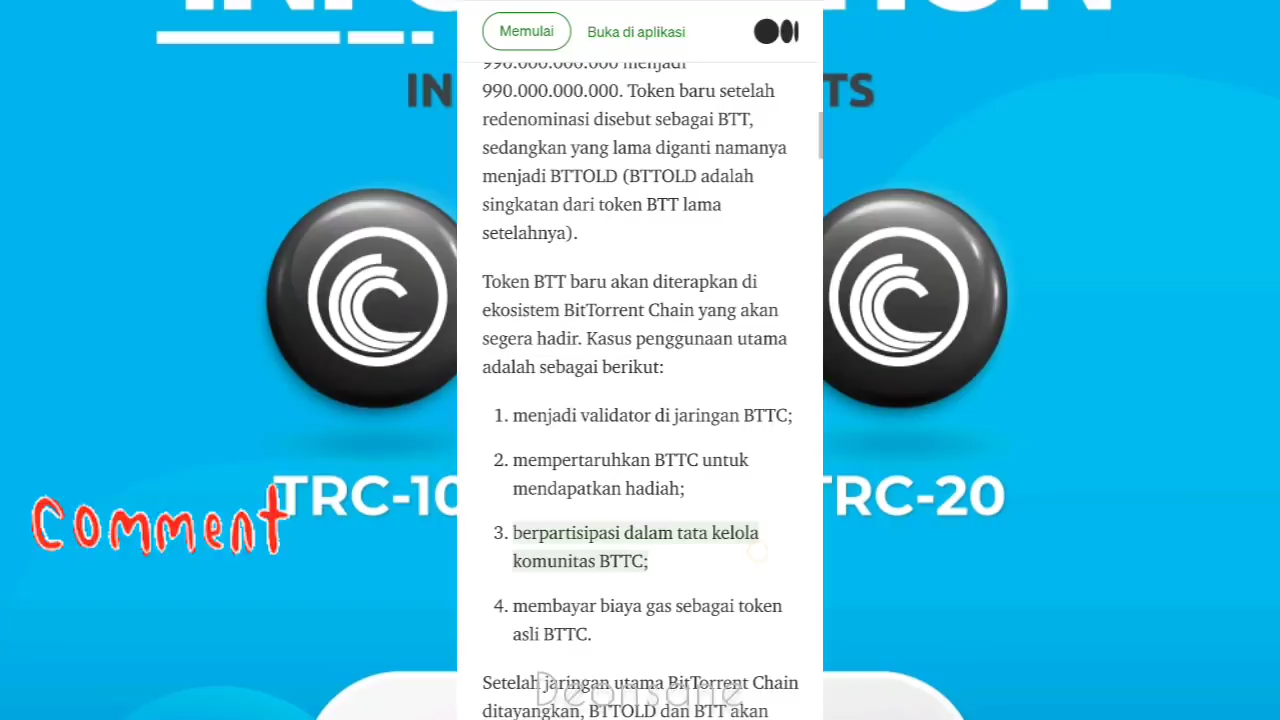 Memulai
Buka di aplikasi
IN
TS
990.000.000.000 menjadi
990.000.000.000. Token baru setelah
redenominasi disebut sebagai BTT,
sedangkan yang lama diganti namanya
menjadi BTTOLD (BTTOLD adalah
singkatan dari token BTT lama
setelahnya).
Token BTT baru akan diterapkan di
ekosistem BitTorrent Chain yang akan
segera hadir. Kasus penggunaan utama
adalah sebagai berikut:
1. menjadi validator di jaringan BTTC;
2. mempertaruhkan BTTC untuk
mendapatkan hadiah;
TRC-10
TRC-20
comment
3. berpartisipasi dalam tata kelola
komunitas BTTC;
4. membayar biaya gas sebagai token
asli BTTC.
Setelah jaringan utama BitTorrent Chain
Deorisane
ditayangkan, BTTOLD dan BTT akan